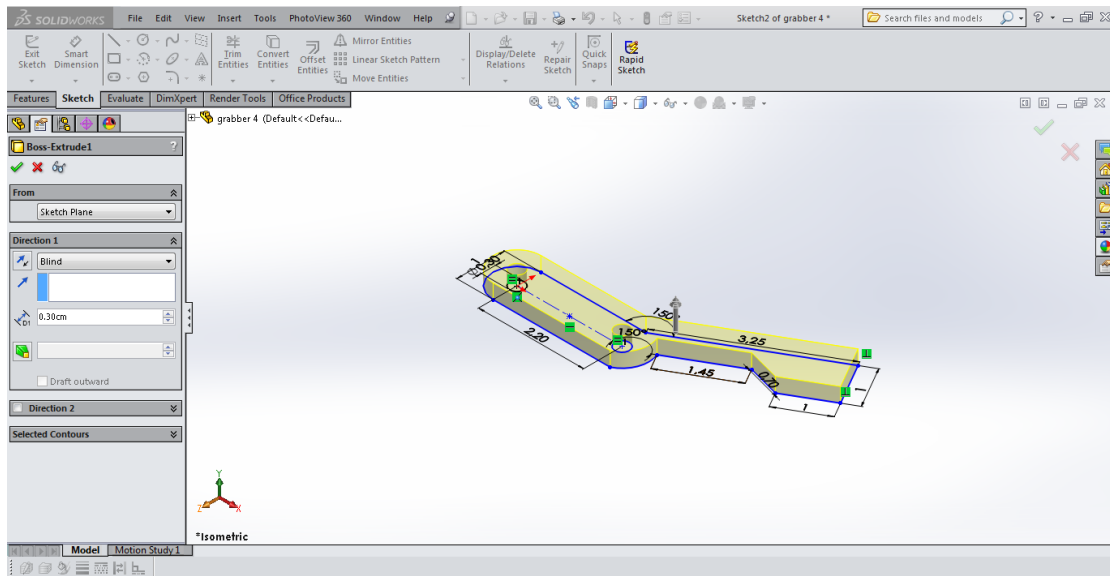 SOLIDWORKS File Edit View Insert Tools PhotoView 360 Window Help Sketch2 of grabber 4 * Search files and models
Exit Sketch Smart Dimension Trim Entities Convert Entities Offset Entities Mirror Entities Linear Sketch Pattern Move Entities Display/Delete Relations Repair Sketch Quick Snaps Rapid Sketch
Features Sketch Evaluate DimXpert Render Tools Office Products
grabber 4 (Default<<Defau...
Boss-Extrude1 ?
From
Sketch Plane
Direction 1
Blind
D1 0.30cm
Draft outward
Direction 2
Selected Contours
1
150°
150°
3.25
2.20
1.45
0.70
1
1
Y
Z X
*Isometric
Model Motion Study 1